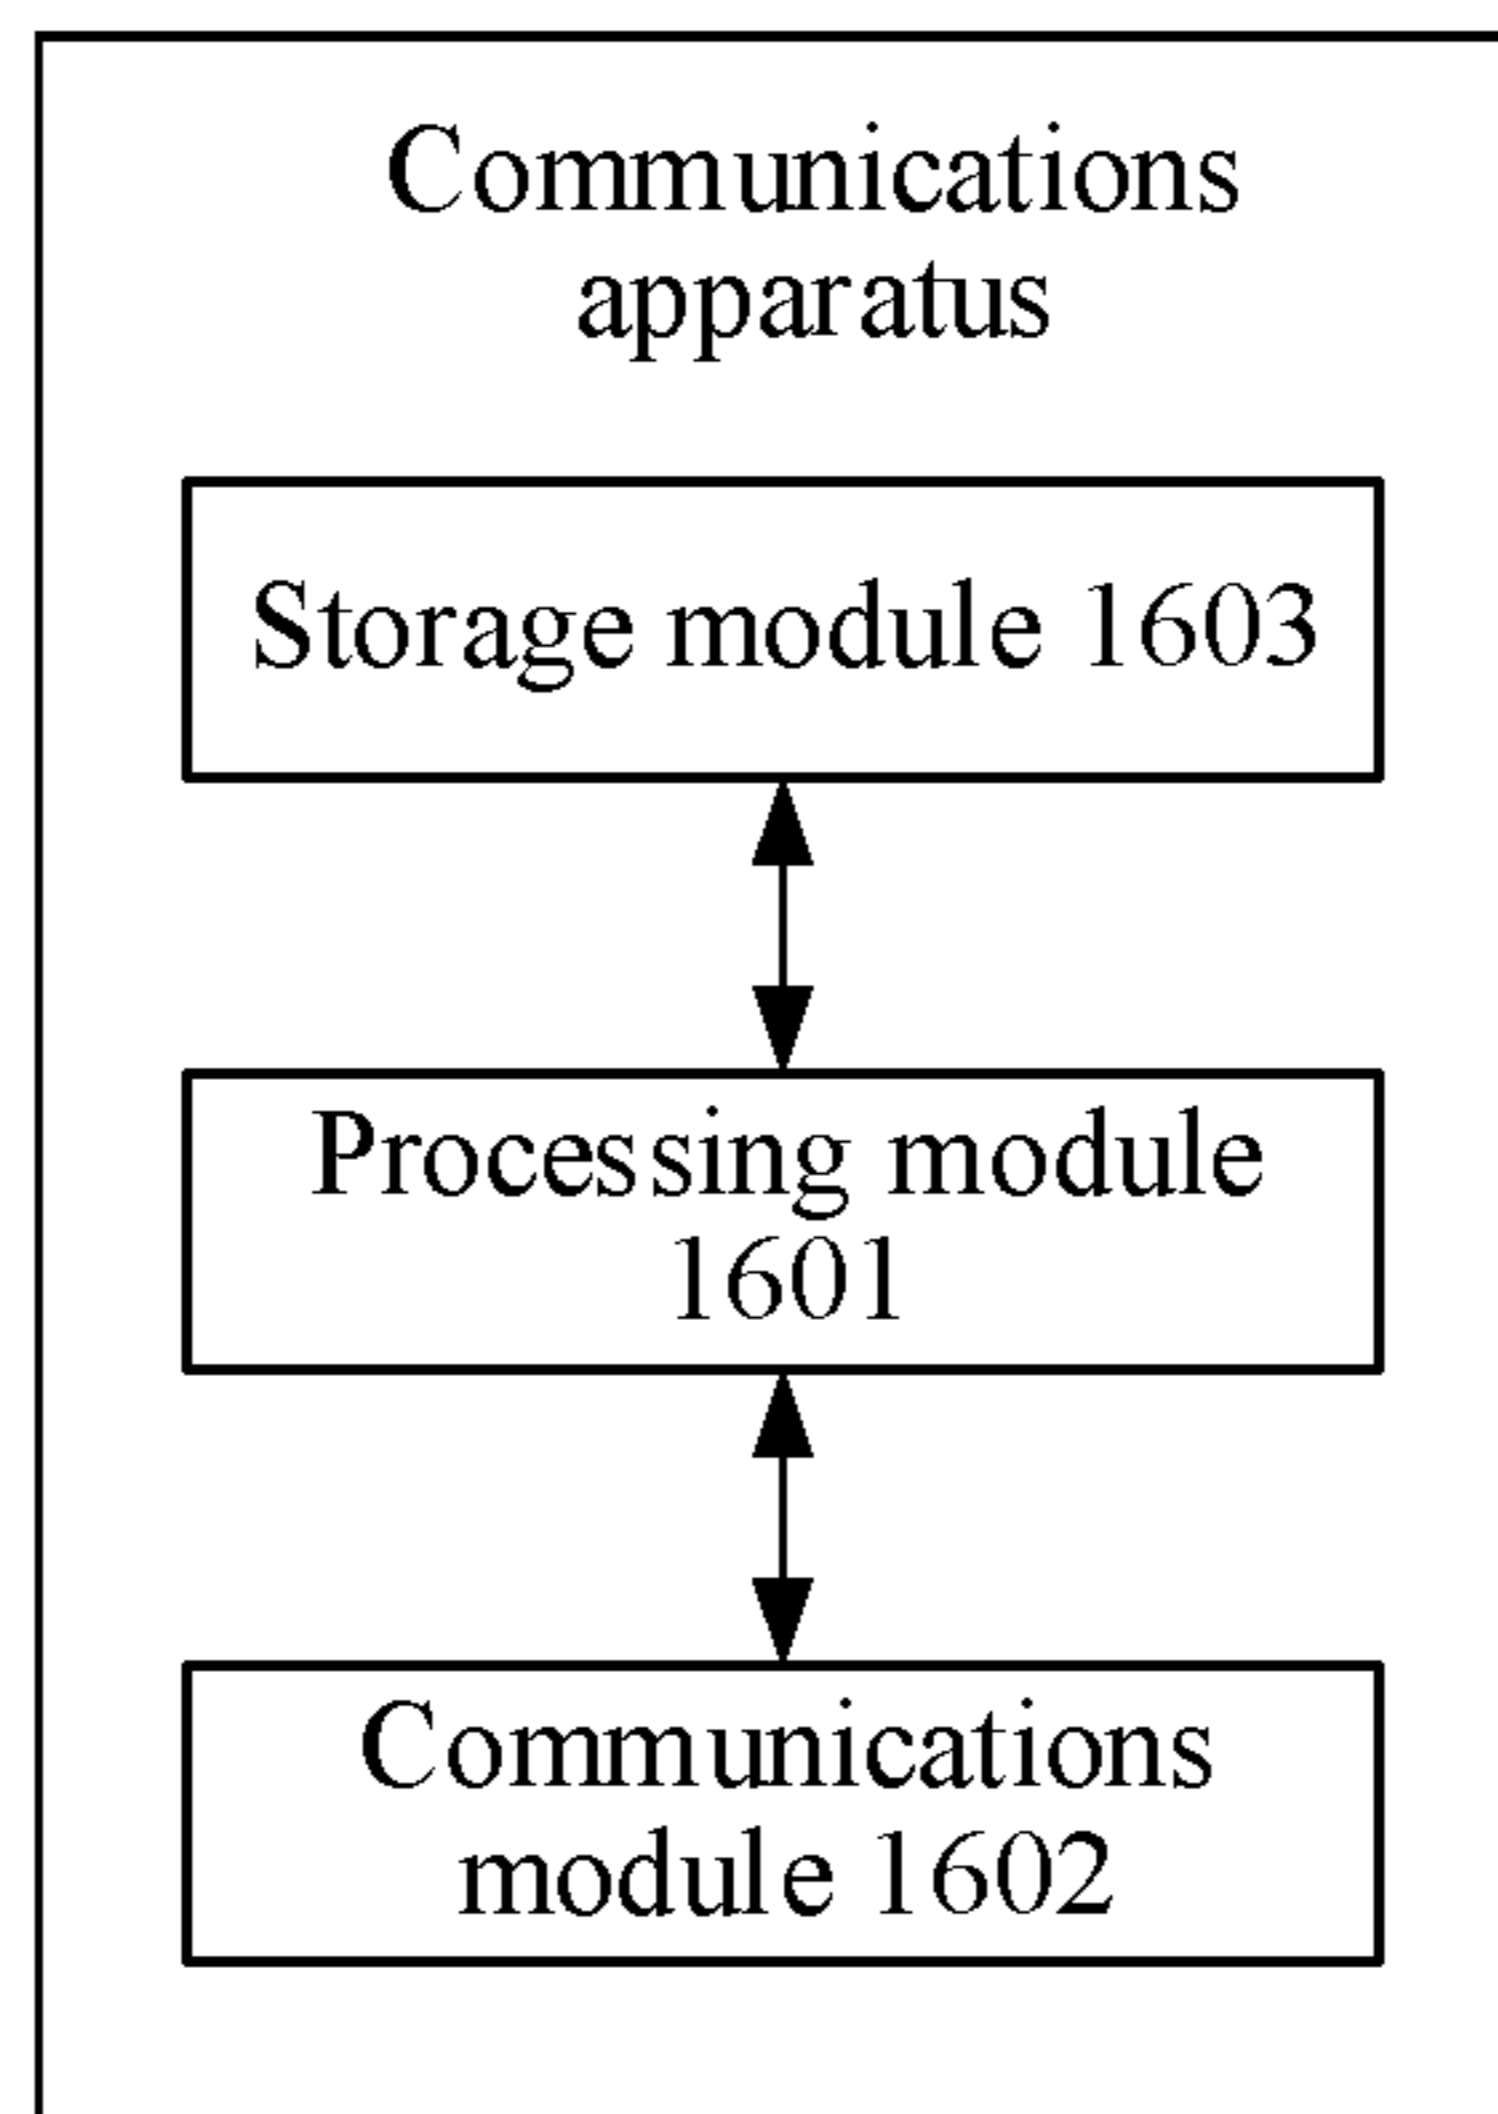 Communications
apparatus
Storage module 1603
Processing module
1601
Communications
module 1602